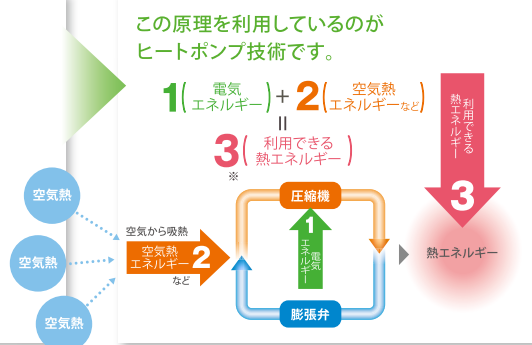 この原理を利用しているのが
ヒートポンプ技術です。
1(電気
エネルギー)
+
2(空気熱
エネルギーなど)
=
3(利用できる
熱エネルギー)
※
利用できる
熱エネルギー
3
空気熱
空気熱
空気熱
空気から吸熱
空気熱
エネルギー
2
など
圧縮機
1
電気
エネルギー
膨張弁
熱エネルギー